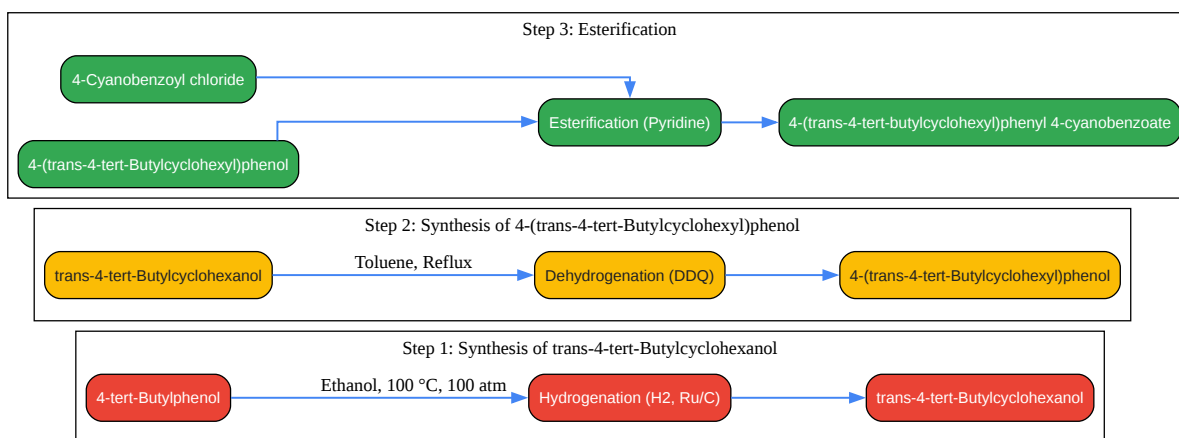 Step 3: Esterification
4-Cyanobenzoyl chloride
Esterification (Pyridine)
4-(trans-4-tert-butylcyclohexyl)phenyl 4-cyanobenzoate
4-(trans-4-tert-Butylcyclohexyl)phenol
Step 2: Synthesis of 4-(trans-4-tert-Butylcyclohexyl)phenol
trans-4-tert-Butylcyclohexanol
Toluene, Reflux
Dehydrogenation (DDQ)
4-(trans-4-tert-Butylcyclohexyl)phenol
Step 1: Synthesis of trans-4-tert-Butylcyclohexanol
4-tert-Butylphenol
Ethanol, 100 °C, 100 atm
Hydrogenation (H2, Ru/C)
trans-4-tert-Butylcyclohexanol